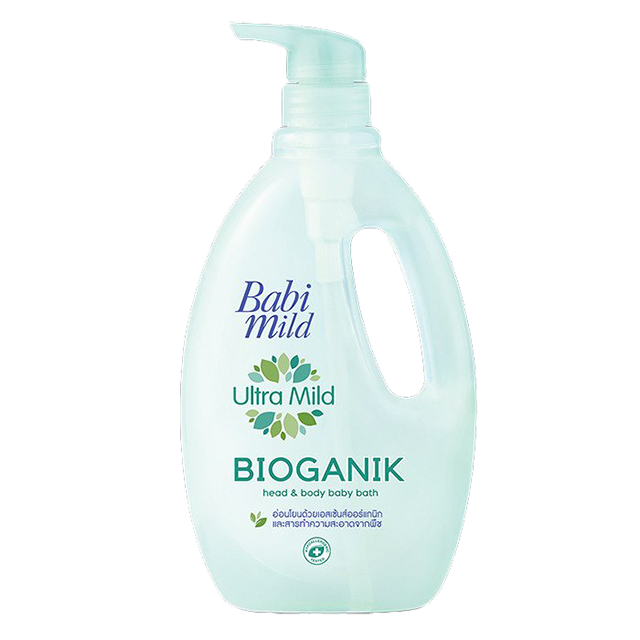 Babi
mild
Ultra Mild
BIOGANIK
head & body baby bath
อ่อนโยนด้วยเอสเซ้นส์ออร์แกนิก
และสารทำความสะอาดจากพืช
HYPOALLERGENIC
TESTED